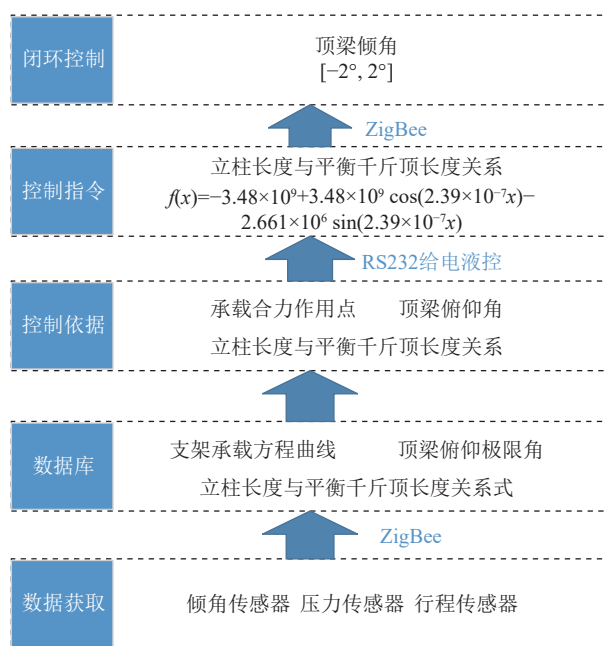 闭环控制
顶梁倾角
[−2°, 2°]
ZigBee
控制指令
立柱长度与平衡千斤顶长度关系
f(x)=−3.48×10⁹+3.48×10⁹ cos(2.39×10⁻⁷x)−
2.661×10⁶ sin(2.39×10⁻⁷x)
RS232给电液控
控制依据
承载合力作用点 顶梁俯仰角
立柱长度与平衡千斤顶长度关系
数据库
支架承载方程曲线 顶梁俯仰极限角
立柱长度与平衡千斤顶长度关系式
ZigBee
数据获取
倾角传感器 压力传感器 行程传感器